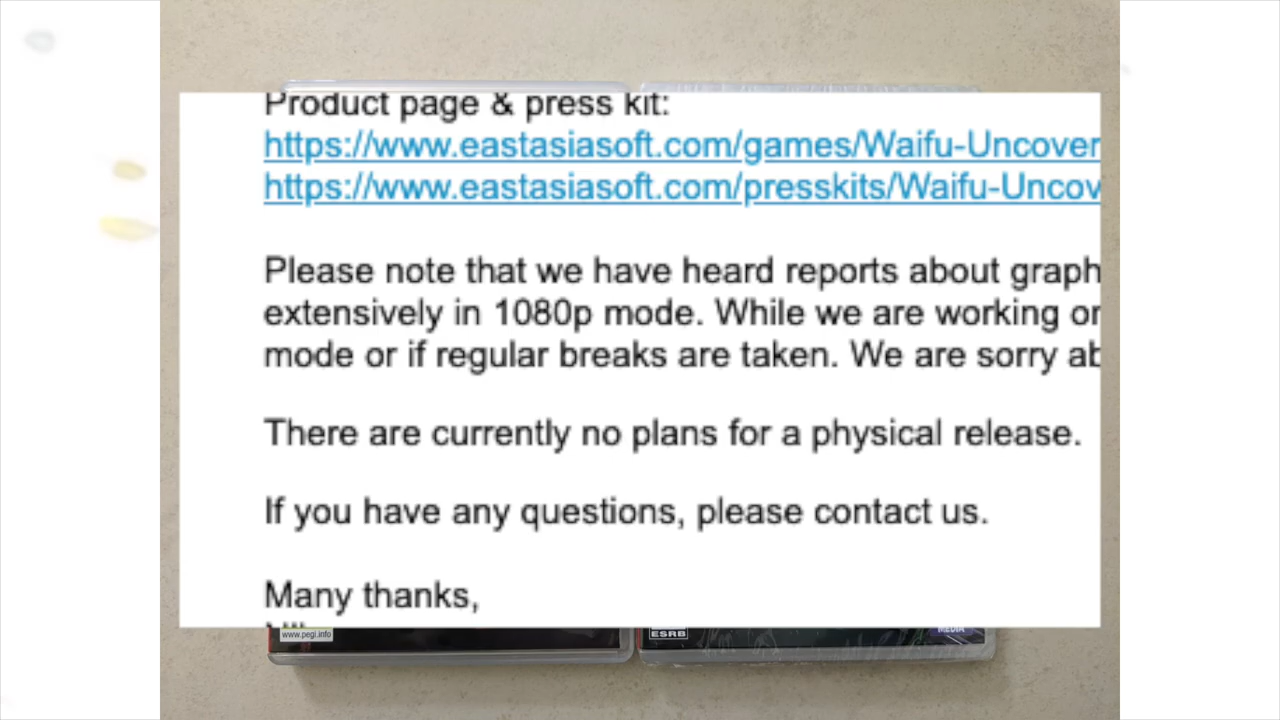 Product page & press kit:
https://www.eastasiasoft.com/games/Waifu-Uncover
https://www.eastasiasoft.com/presskits/Waifu-Uncov
Please note that we have heard reports about graph
extensively in 1080p mode. While we are working or
mode or if regular breaks are taken. We are sorry ab
There are currently no plans for a physical release.
If you have any questions, please contact us.
Many thanks,
www.pegi.info
ESRB
MEDIA